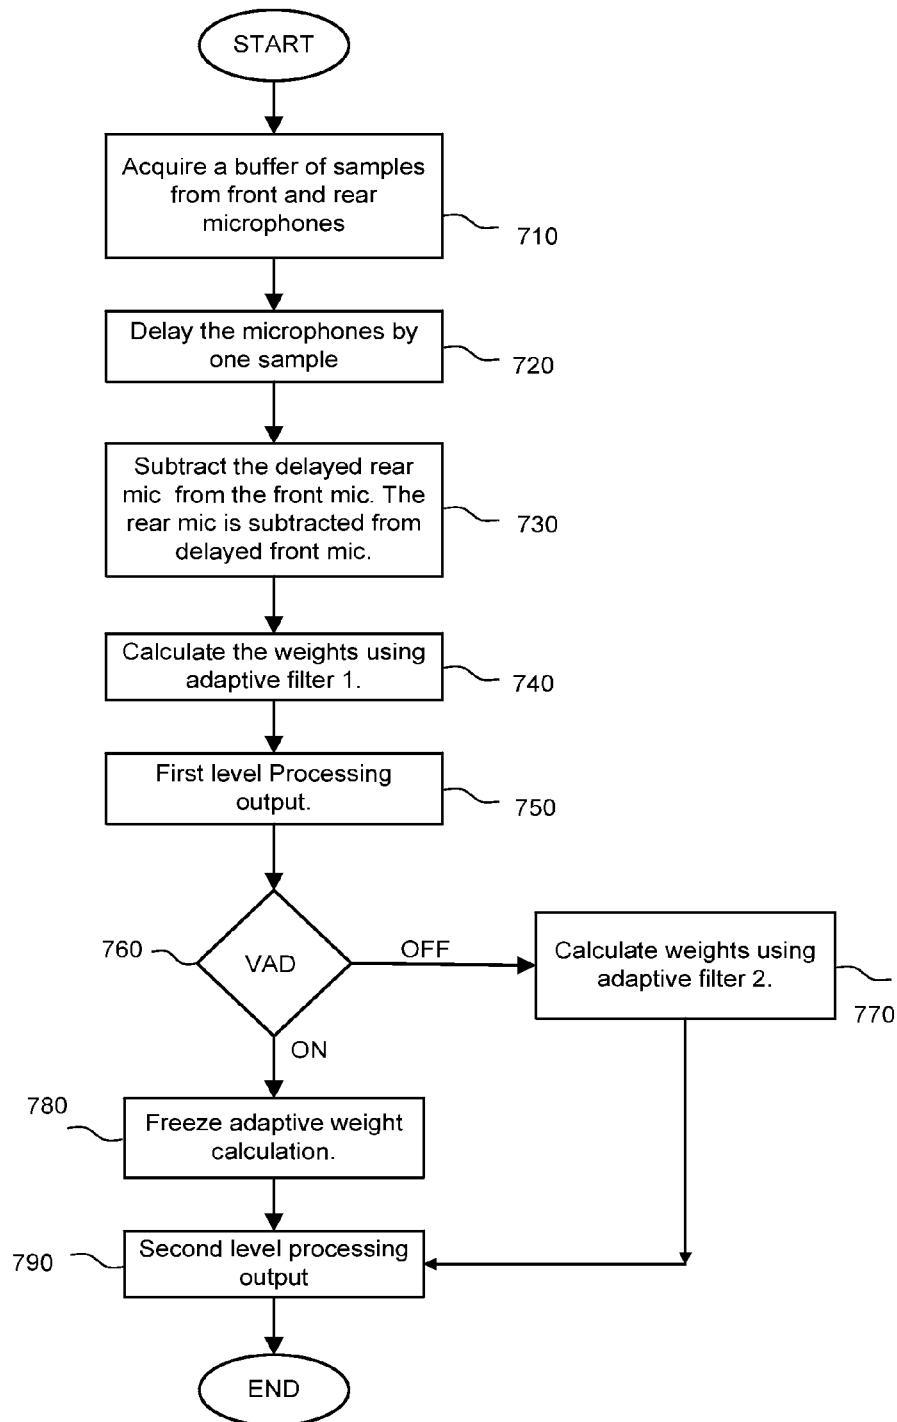 START
Acquire a buffer of samples
from front and rear
microphones
710
Delay the microphones by
one sample
720
Subtract the delayed rear
mic from the front mic. The
rear mic is subtracted from
delayed front mic.
730
Calculate the weights using
adaptive filter 1.
740
First level Processing
output.
750
760
VAD
OFF
Calculate weights using
adaptive filter 2.
770
ON
780
Freeze adaptive weight
calculation.
790
Second level processing
output
END